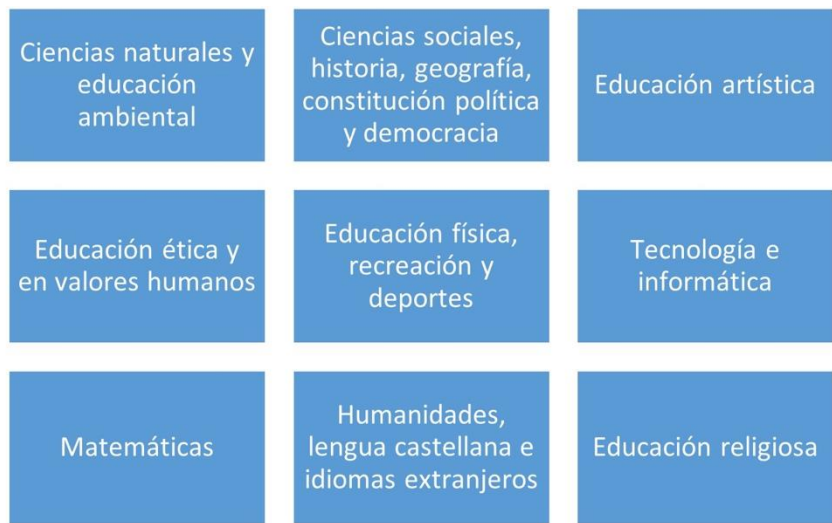 Ciencias naturales y
educación
ambiental
Ciencias sociales,
historia, geografía,
constitución política
y democracia
Educación artística
Educación ética y
en valores humanos
Educación física,
recreación y
deportes
Tecnología e
informática
Matemáticas
Humanidades,
lengua castellana e
idiomas extranjeros
Educación religiosa